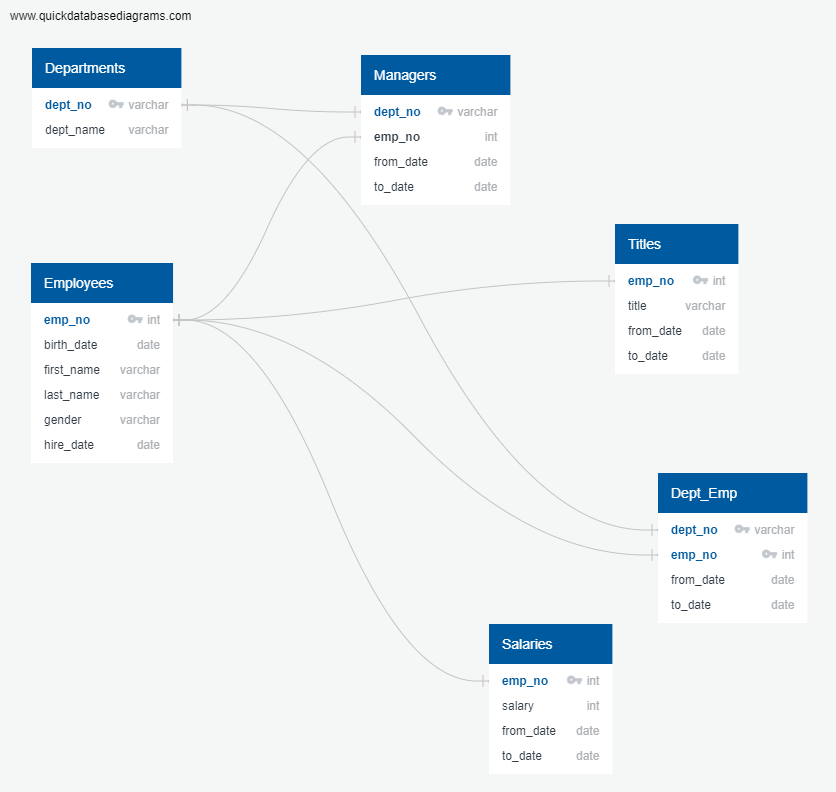 www.quickdatabasediagrams.com
Departments
dept_no varchar
dept_name varchar
Managers
dept_no varchar
emp_no int
from_date date
to_date date
Titles
emp_no int
title varchar
from_date date
to_date date
Employees
emp_no int
birth_date date
first_name varchar
last_name varchar
gender varchar
hire_date date
Dept_Emp
dept_no varchar
emp_no int
from_date date
to_date date
Salaries
emp_no int
salary int
from_date date
to_date date